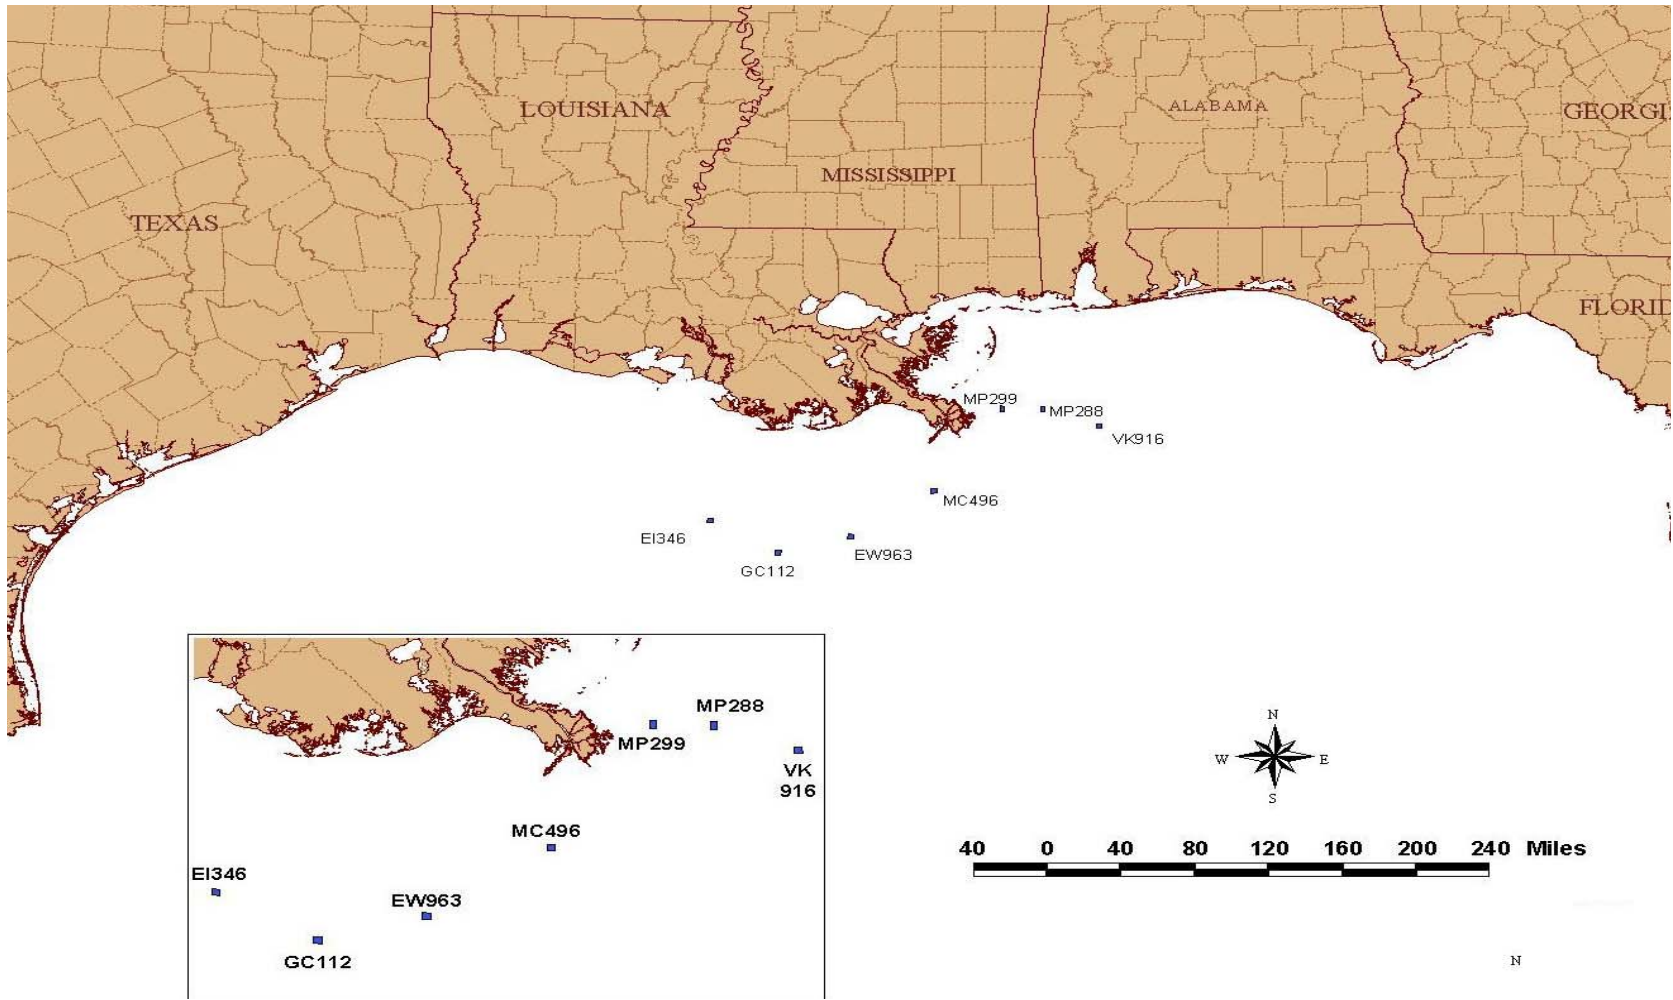 LOUISIANA
ALABAMA
GEORGI
MISSISSIPPI
TEXAS
FLORID
MP299
MP288
VK916
MC496
EI346
EW963
GC112
MP288
MP299
VK
916
MC496
EI346
EW963
GC112
N
W E
S
40 0 40 80 120 160 200 240 Miles
N